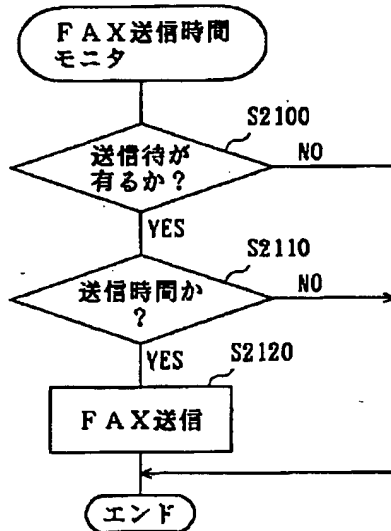 FAX送信時間
モニタ
S2100
送信待が
有るか?
NO
YES
S2110
送信時間か
?
NO
YES
S2120
FAX送信
エンド